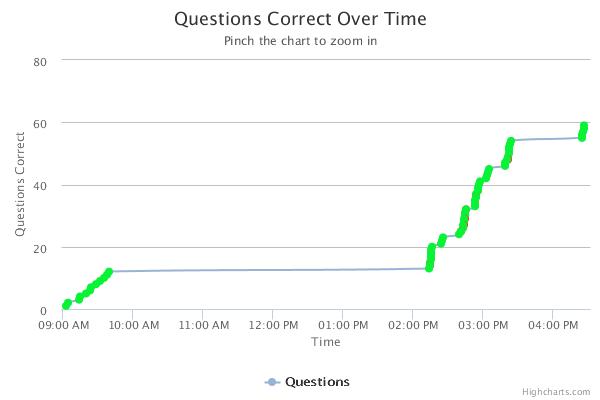 Questions Correct Over Time
Pinch the chart to zoom in
Questions Correct
80
60
40
20
0
09:00 AM 10:00 AM 11:00 AM 12:00 PM 01:00 PM 02:00 PM 03:00 PM 04:00 PM
Time
Questions
Highcharts.com